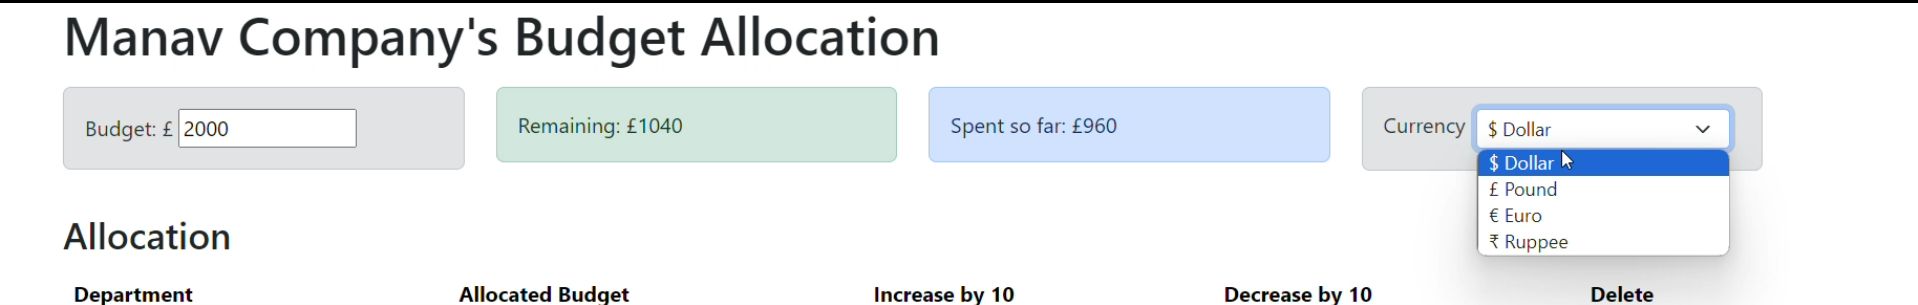 Manav Company's Budget Allocation
Budget: £ 2000
Remaining: £1040
Spent so far: £960
Currency $ Dollar
$ Dollar
£ Pound
€ Euro
₹ Ruppee
Allocation
Department Allocated Budget Increase by 10 Decrease by 10 Delete